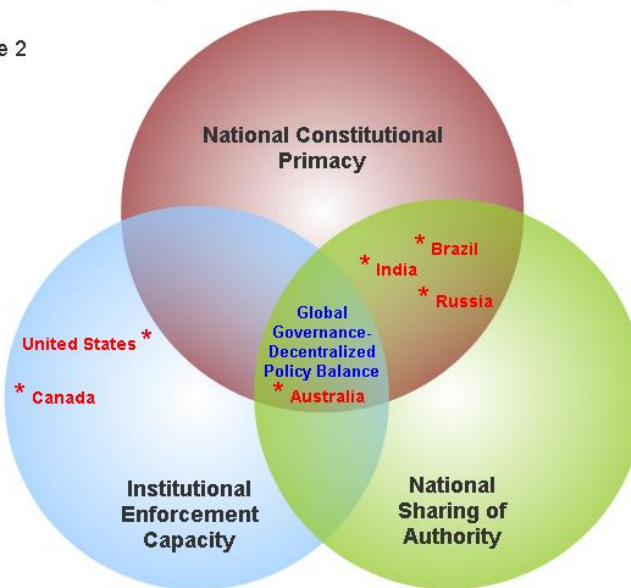 e 2
National Constitutional
Primacy
* Brazil
* India
* Russia
Global
Governance-
Decentralized
Policy Balance
United States *
* Canada
* Australia
Institutional
Enforcement
Capacity
National
Sharing of
Authority